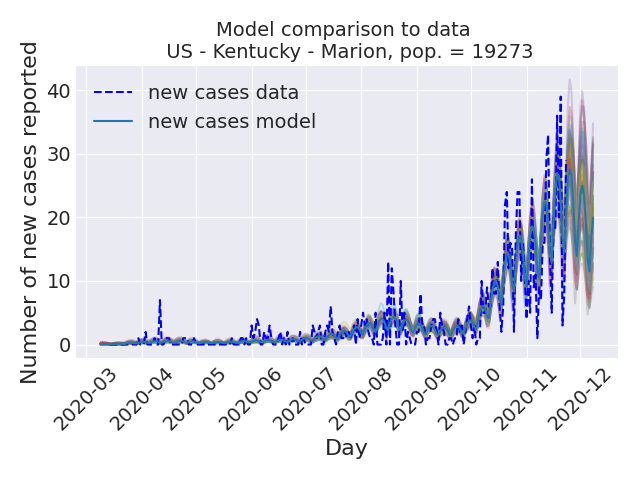 Model comparison to data
US - Kentucky - Marion, pop. = 19273
new cases data
new cases model
Number of new cases reported
40
30
20
10
0
2020-03
2020-04
2020-05
2020-06
2020-07
2020-08
2020-09
2020-10
2020-11
2020-12
Day